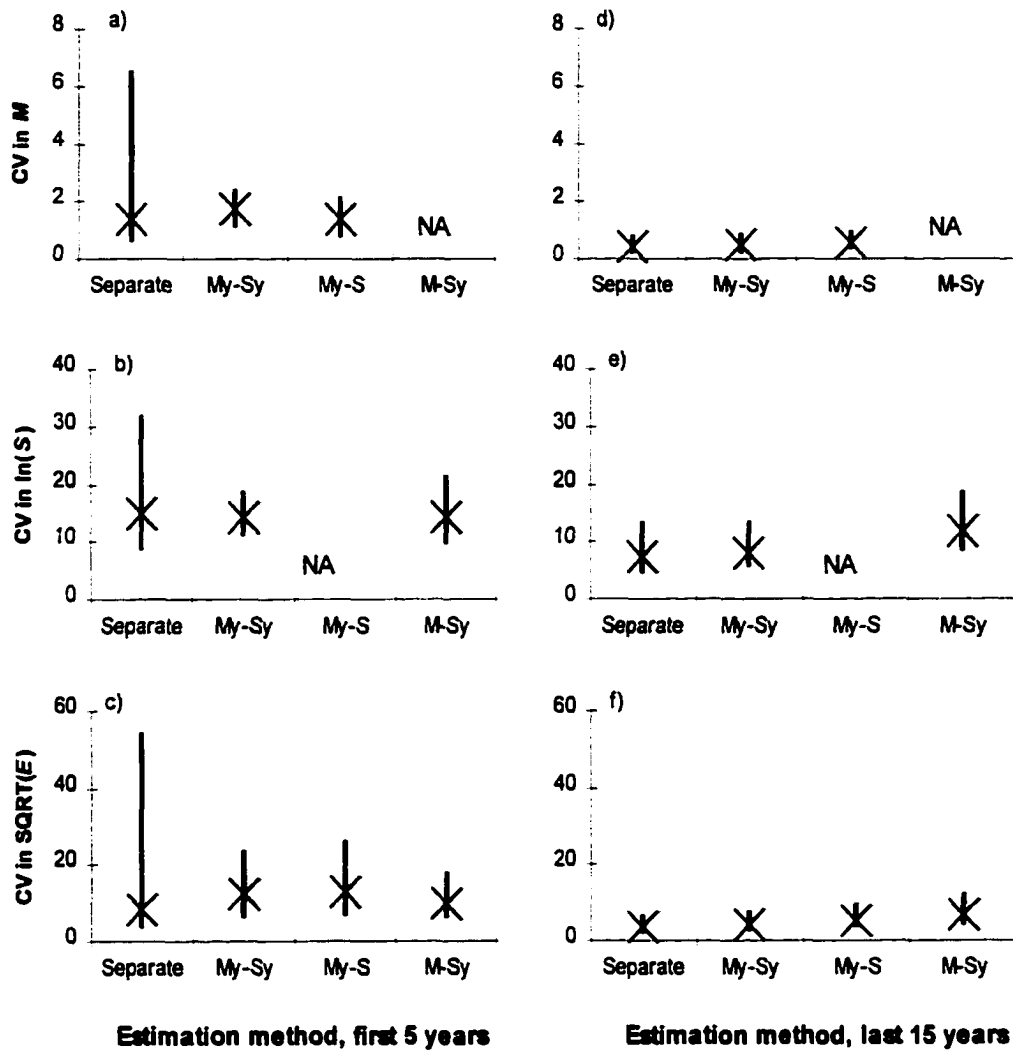 a)
8
6
4
2
0
CV in M
NA
Separate My-Sy My-S M-Sy
d)
8
6
4
2
0
NA
Separate My-Sy My-S M-Sy
b)
40
30
20
10
0
CV in ln(S)
NA
Separate My-Sy My-S M-Sy
e)
40
30
20
10
0
NA
Separate My-Sy My-S M-Sy
c)
60
40
20
0
CV in SQRT(E)
Separate My-Sy My-S M-Sy
Estimation method, first 5 years
f)
60
40
20
0
Separate My-Sy My-S M-Sy
Estimation method, last 15 years